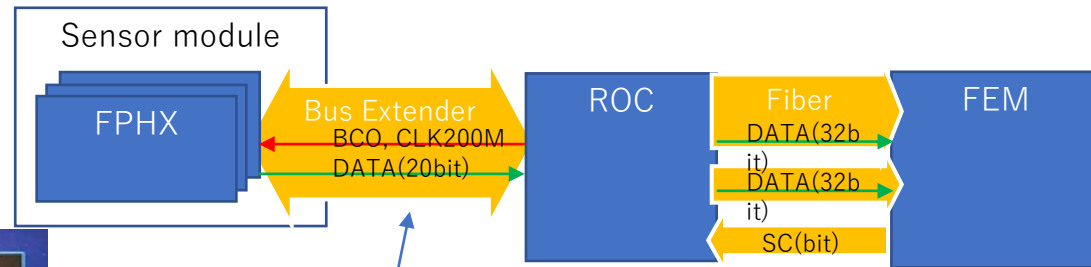 Sensor module
FPHX
Bus Extender
BCO, CLK200M
DATA(20bit)
ROC
Fiber
DATA(32b
it)
DATA(32b
it)
SC(bit)
FEM